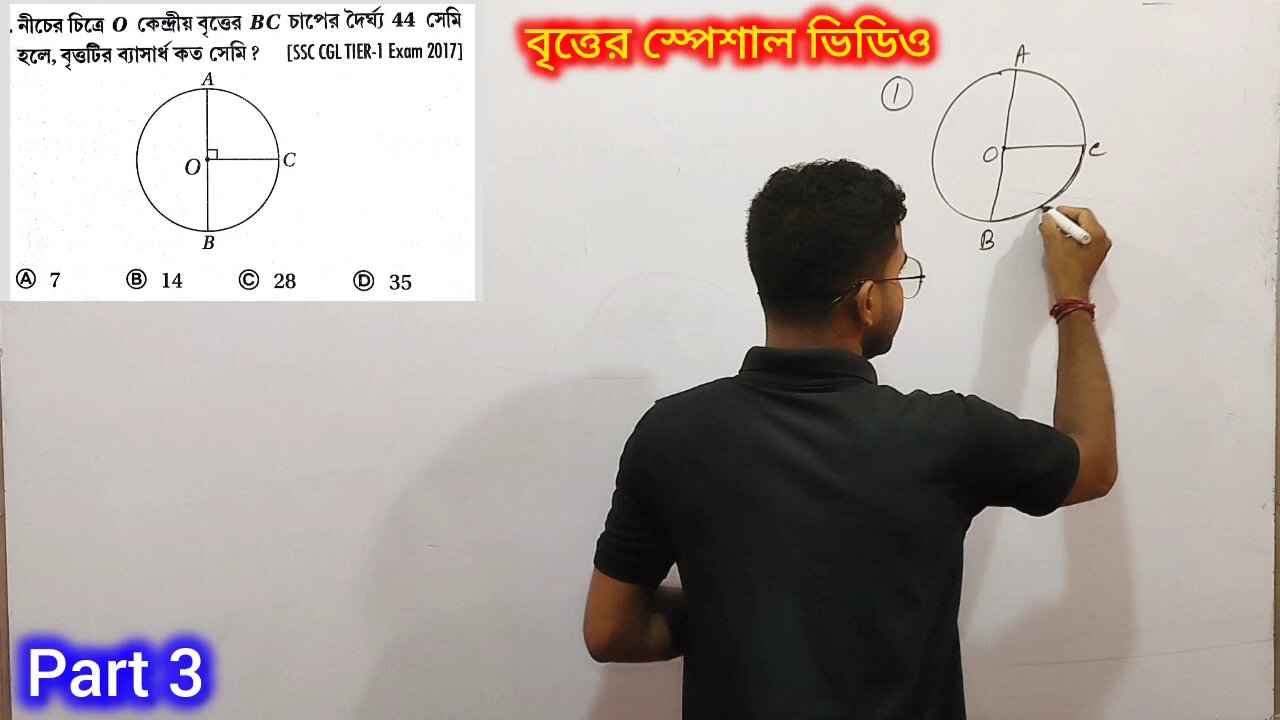 . নীচের চিত্রে O কেন্দ্রীয় বৃত্তের BC চাপের দৈর্ঘ্য 44 সেমি
হলে, বৃত্তটির ব্যাসার্ধ কত সেমি ? [SSC CGL TIER-1 Exam 2017]
A
O C
B
Ⓐ 7 Ⓑ 14 Ⓒ 28 Ⓓ 35
বৃত্তের স্পেশাল ভিডিও
①
A
O C
B
Part 3